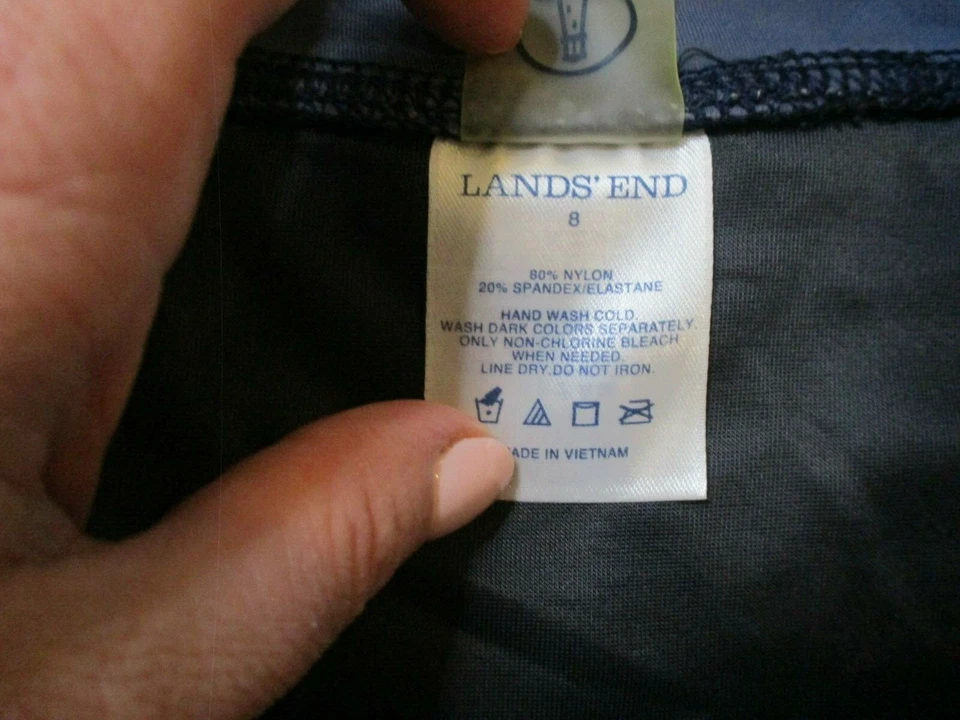 LANDS' END
8
80% NYLON
20% SPANDEX/ELASTANE
HAND WASH COLD.
WASH DARK COLORS SEPARATELY.
ONLY NON-CHLORINE BLEACH
WHEN NEEDED.
LINE DRY.DO NOT IRON.
ADE IN VIETNAM